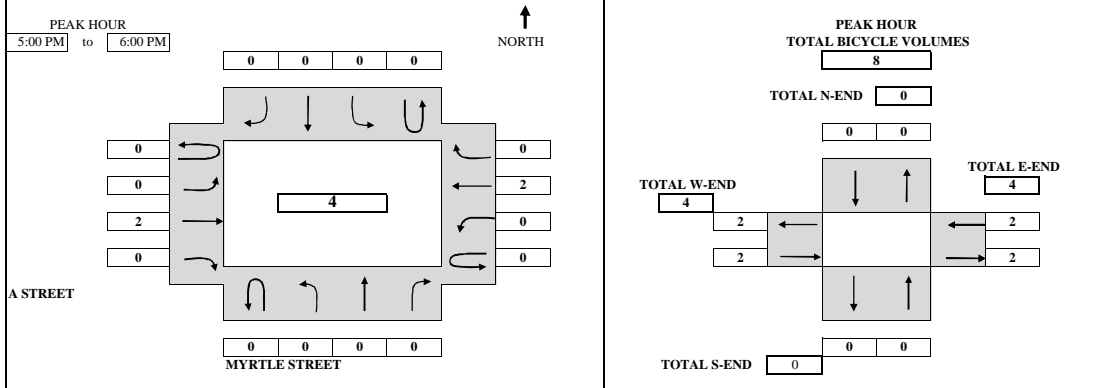 PEAK HOUR
5:00 PM to 6:00 PM
NORTH
0 0 0 0
0
0
2
0
4
0
2
0
0
A STREET
0 0 0 0
MYRTLE STREET
PEAK HOUR
TOTAL BICYCLE VOLUMES
8
TOTAL N-END 0
0 0
TOTAL W-END
4
TOTAL E-END
4
2
2
2
2
0 0
TOTAL S-END 0